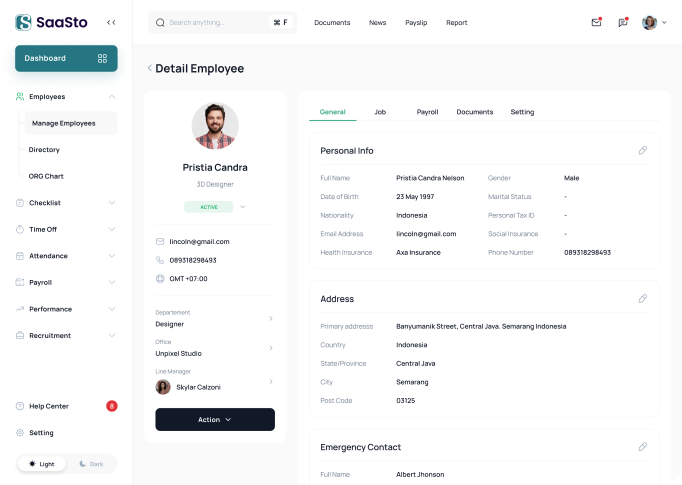 SaaSto
Search anything...
⌘ F
Documents
News
Payslip
Report
Dashboard
Employees
Manage Employees
Directory
ORG Chart
Checklist
Time Off
Attendance
Payroll
Performance
Recruitment
Help Center
8
Setting
Light
Dark
Detail Employee
Pristia Candra
3D Designer
ACTIVE
lincoln@gmail.com
089318298493
GMT +07:00
Departement
Designer
Office
Unpixel Studio
Line Manager
Skylar Calzoni
Action
General
Job
Payroll
Documents
Setting
Personal Info
Full Name
Pristia Candra Nelson
Gender
Male
Date of Birth
23 May 1997
Marital Status
-
Nationality
Indonesia
Personal Tax ID
-
Email Address
lincoln@gmail.com
Social Insurance
-
Health Insurance
Axa Insurance
Phone Number
089318298493
Address
Primary addresss
Banyumanik Street, Central Java. Semarang Indonesia
Country
Indonesia
State/Province
Central Java
City
Semarang
Post Code
03125
Emergency Contact
Full Name
Albert Jhonson